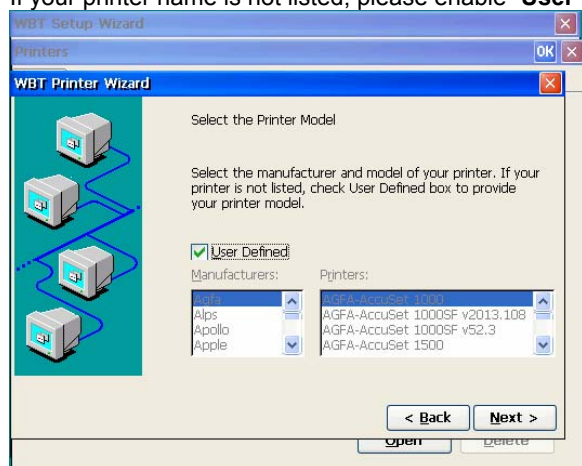 If your printer name is not listed, please enable "User
WBT Setup Wizard
Printers
OK
WBT Printer Wizard
Select the Printer Model
Select the manufacturer and model of your printer. If your
printer is not listed, check User Defined box to provide
your printer model.
User Defined
Manufacturers: Printers:
Agfa AGFA-AccuSet 1000
Alps AGFA-AccuSet 1000SF v2013.108
Apollo AGFA-AccuSet 1000SF v52.3
Apple AGFA-AccuSet 1500
< Back Next >
Open Delete